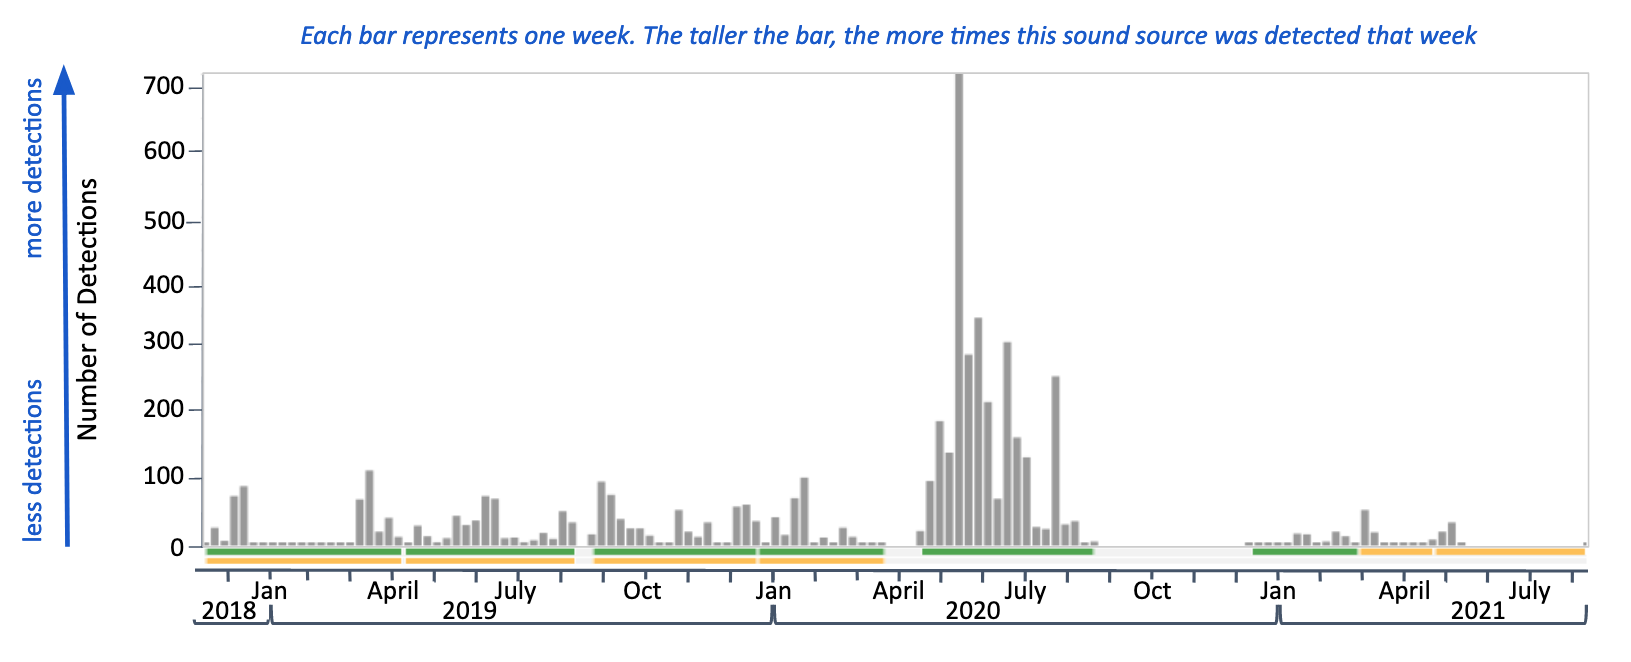 Each bar represents one week. The taller the bar, the more times this sound source was detected that week
more detections
less detections
Number of Detections
700
600
500
400
300
200
100
0
Jan April July Oct Jan April July Oct Jan April July
2018 2019 2020 2021